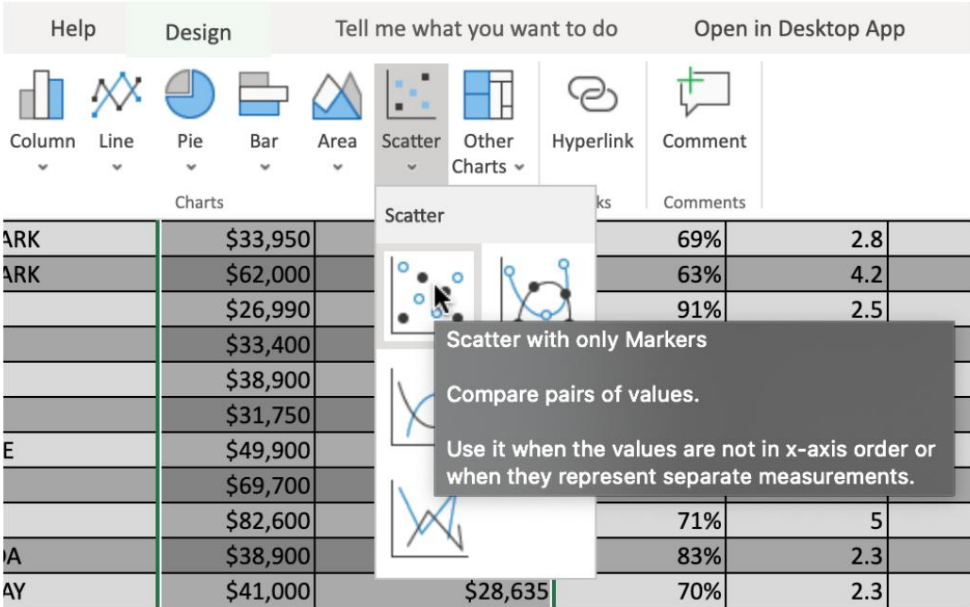 Help Design Tell me what you want to do Open in Desktop App
Column Line Pie Bar Area Scatter Other Charts Hyperlink Comment
Charts ks Comments
Scatter
ARK $33,950 69% 2.8
ARK $62,000 63% 4.2
$26,990 91% 2.5
$33,400
$38,900
$31,750
E $49,900
$69,700
$82,600 71% 5
DA $38,900 83% 2.3
AY $41,000 $28,635 70% 2.3
Scatter with only Markers
Compare pairs of values.
Use it when the values are not in x-axis order or
when they represent separate measurements.